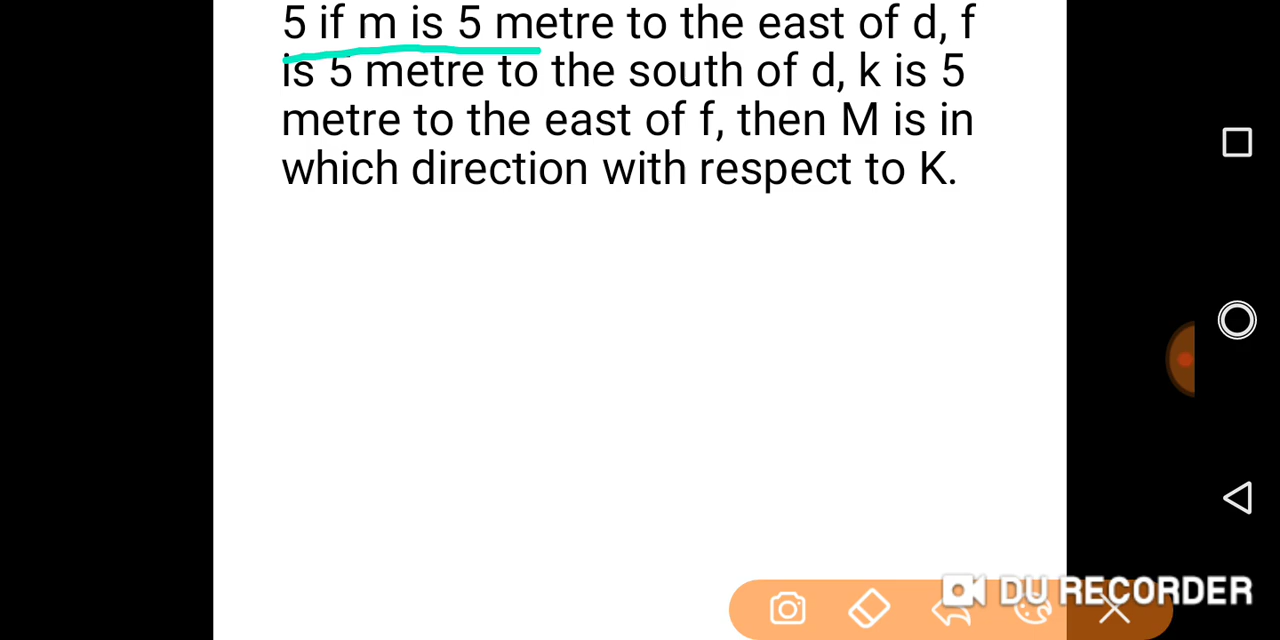 5 if m is 5 metre to the east of d, f
is 5 metre to the south of d, k is 5
metre to the east of f, then M is in
which direction with respect to K.
DU RECORDER